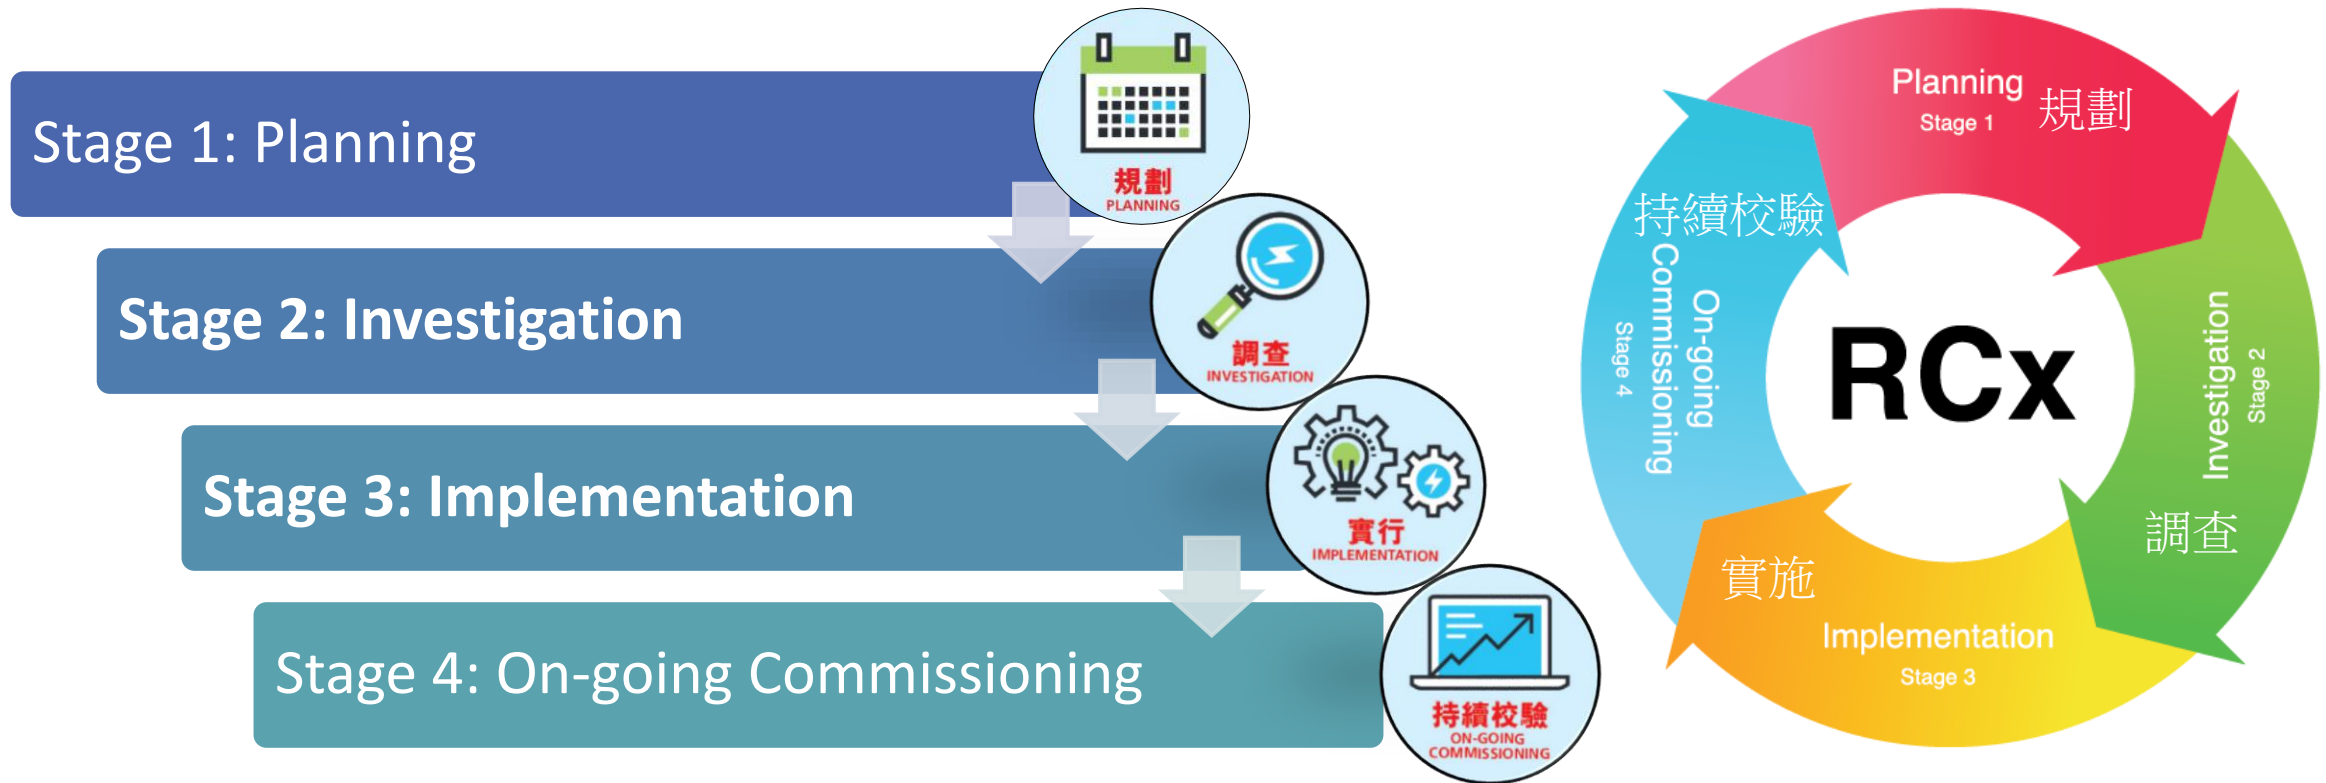 Stage 1: Planning
規劃
PLANNING
Stage 2: Investigation
調查
INVESTIGATION
Stage 3: Implementation
實行
IMPLEMENTATION
Stage 4: On-going Commissioning
持續校驗
ON-GOING
COMMISSIONING
Planning
Stage 1
規劃
Investigation
Stage 2
調查
Implementation
Stage 3
實施
持續校驗
On-going
Commissioning
Stage 4
RCx